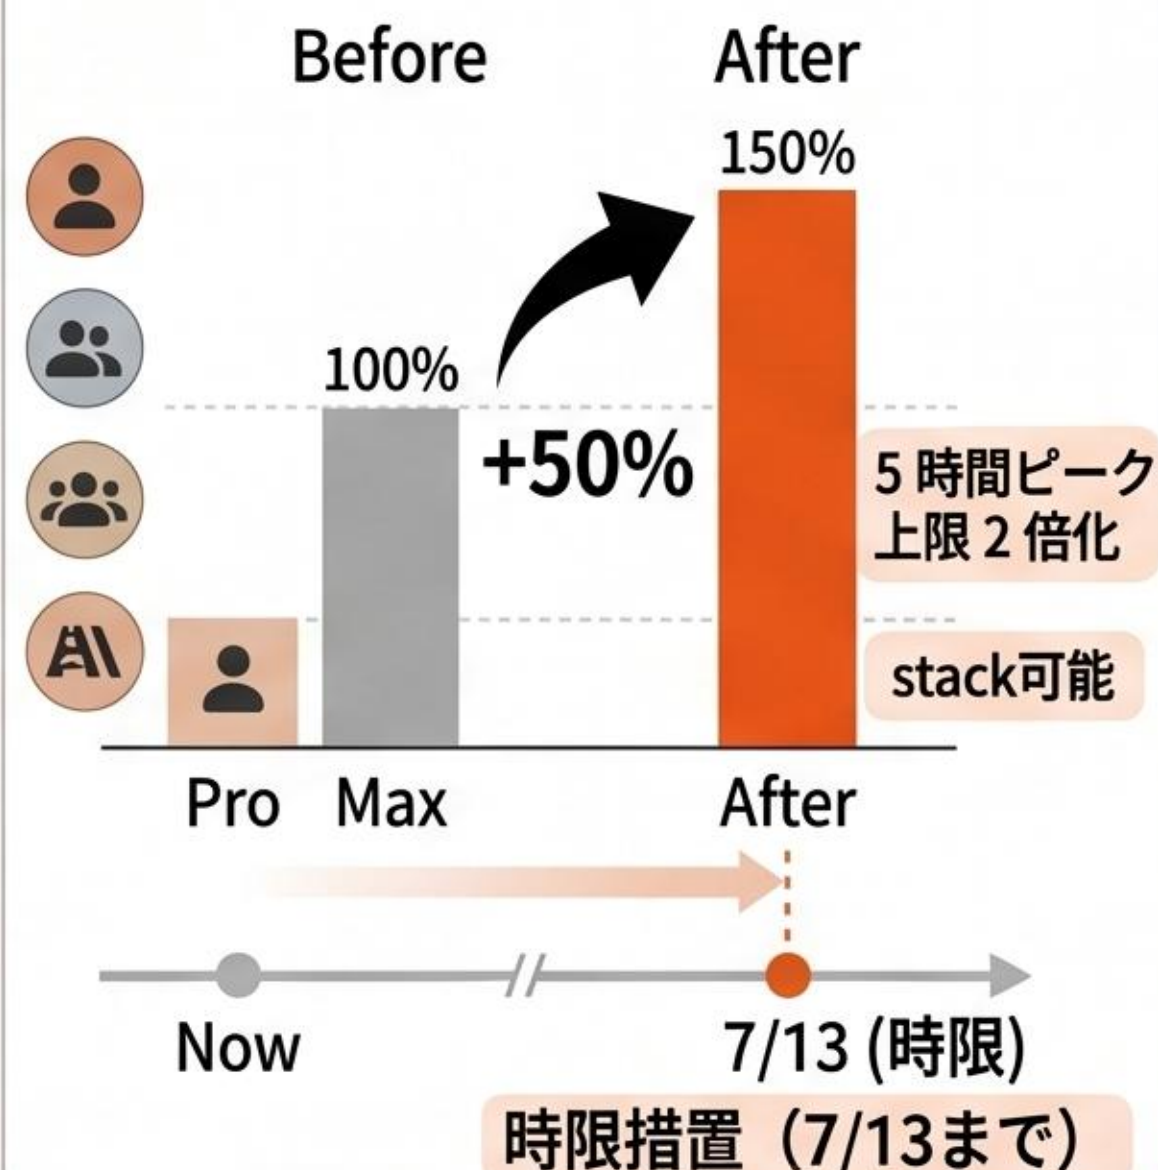 Before
After
150%
100%
+50%
5 時間ピーク
上限 2 倍化
stack可能
Pro
Max
After
Now
7/13 (時限)
時限措置（7/13まで）